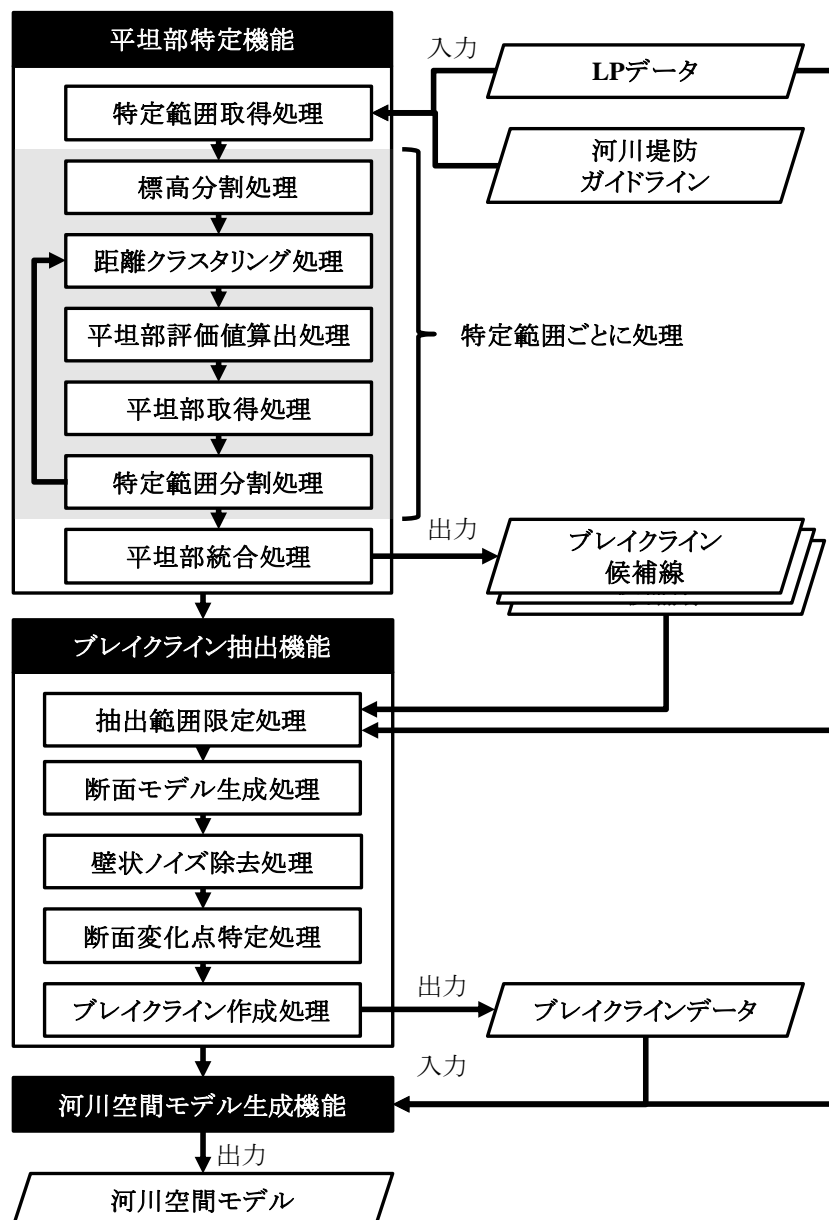 平坦部特定機能
入力
LPデータ
特定範囲取得処理
河川堤防
ガイドライン
標高分割処理
距離クラスタリング処理
平坦部評価値算出処理
特定範囲ごとに処理
平坦部取得処理
特定範囲分割処理
平坦部統合処理
出力
ブレイクライン
候補線
ブレイクライン抽出機能
抽出範囲限定処理
断面モデル生成処理
壁状ノイズ除去処理
断面変化点特定処理
ブレイクライン作成処理
出力
ブレイクラインデータ
入力
河川空間モデル生成機能
出力
河川空間モデル